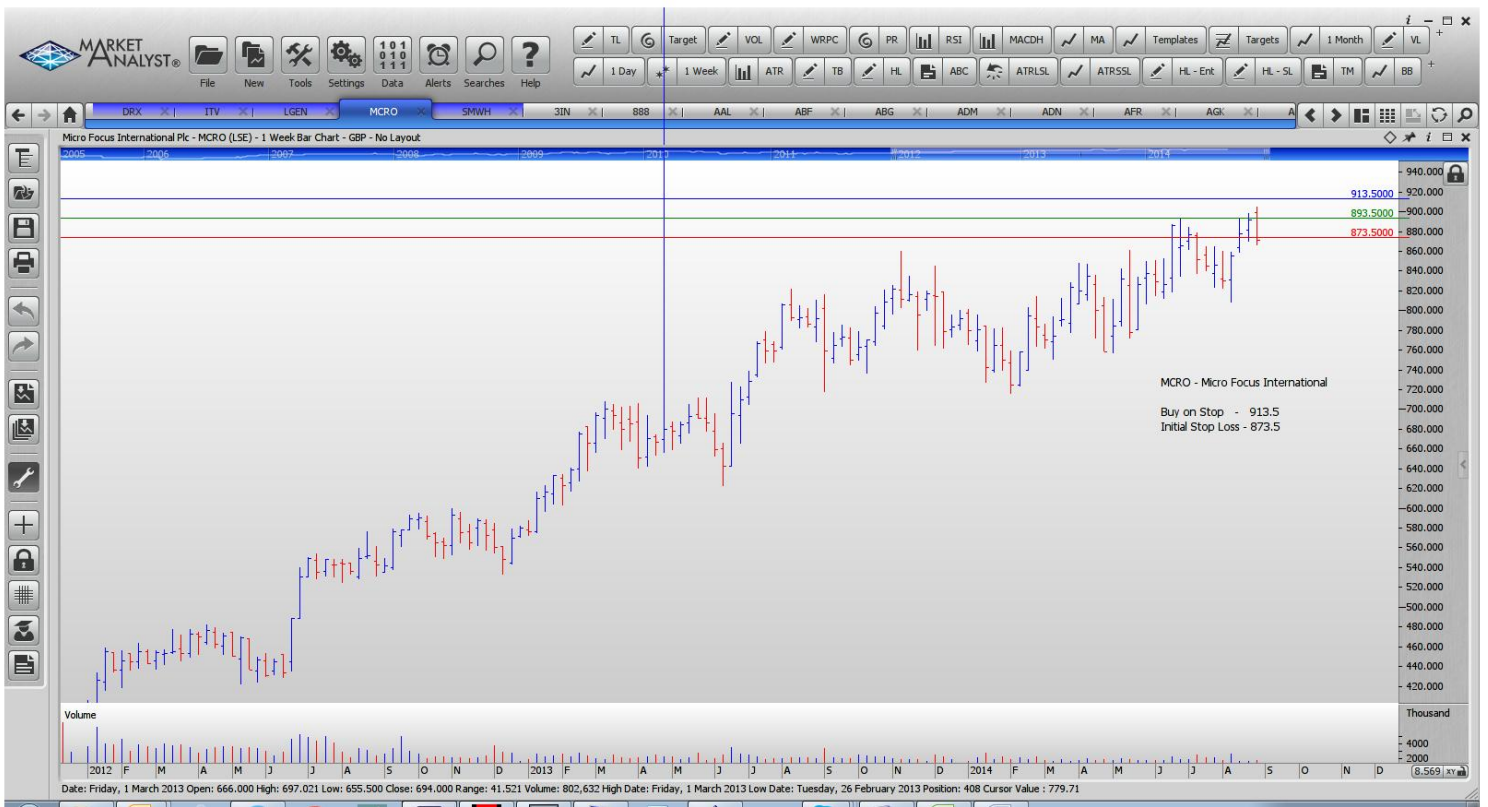 i
MARKET
ANALYST®
File New Tools Settings Data Alerts Searches Help
TL Target VOL WRPC PR RSI MACDH MA Templates Targets 1 Month VL +
1 Day 1 Week ATR TB HL ABC ATRLSL ATRSSL HL - Ent HL - SL TM BB +
DRX ITV LGEN MCRO SMWH 3IN 888 AAL ABF ABG ADM ADN AFR AGK A
Micro Focus International Plc - MCRO (LSE) - 1 Week Bar Chart - GBP - No Layout
2005 2006 2007 2008 2009 2010 2011 2012 2013 2014
940.000
920.000
913.5000
900.000
893.5000
880.000
873.5000
860.000
840.000
820.000
800.000
780.000
760.000
740.000
720.000
700.000
680.000
660.000
640.000
620.000
600.000
580.000
560.000
540.000
520.000
500.000
480.000
460.000
440.000
420.000
MCRO - Micro Focus International
Buy on Stop - 913.5
Initial Stop Loss - 873.5
Volume
Thousand
4000
2000
2012 F M A M J J A S O N D 2013 F M A M J J A S O N D 2014 F M A M J J A S O N D
8.569 XY
Date: Friday, 1 March 2013 Open: 666.000 High: 697.021 Low: 655.500 Close: 694.000 Range: 41.521 Volume: 802,632 High Date: Friday, 1 March 2013 Low Date: Tuesday, 26 February 2013 Position: 408 Cursor Value : 779.71